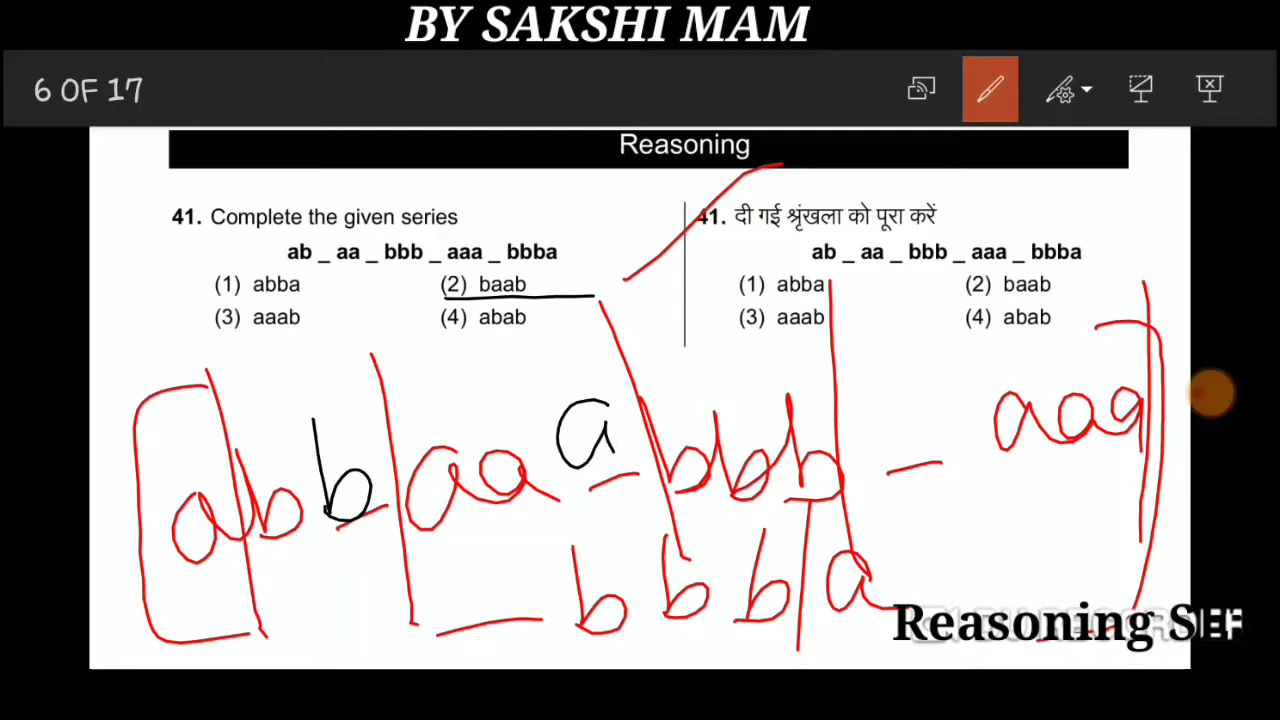 BY SAKSHI MAM
6 OF 17
Reasoning
41. Complete the given series
ab _ aa _ bbb _ aaa _ bbba
(1) abba (2) baab
(3) aaab (4) abab
41. दी गई श्रृंखला को पूरा करें
ab _ aa _ bbb _ aaa _ bbba
(1) abba (2) baab
(3) aaab (4) abab
ab b aa a bbb _ aaa
_ bbb a
Reasoning S